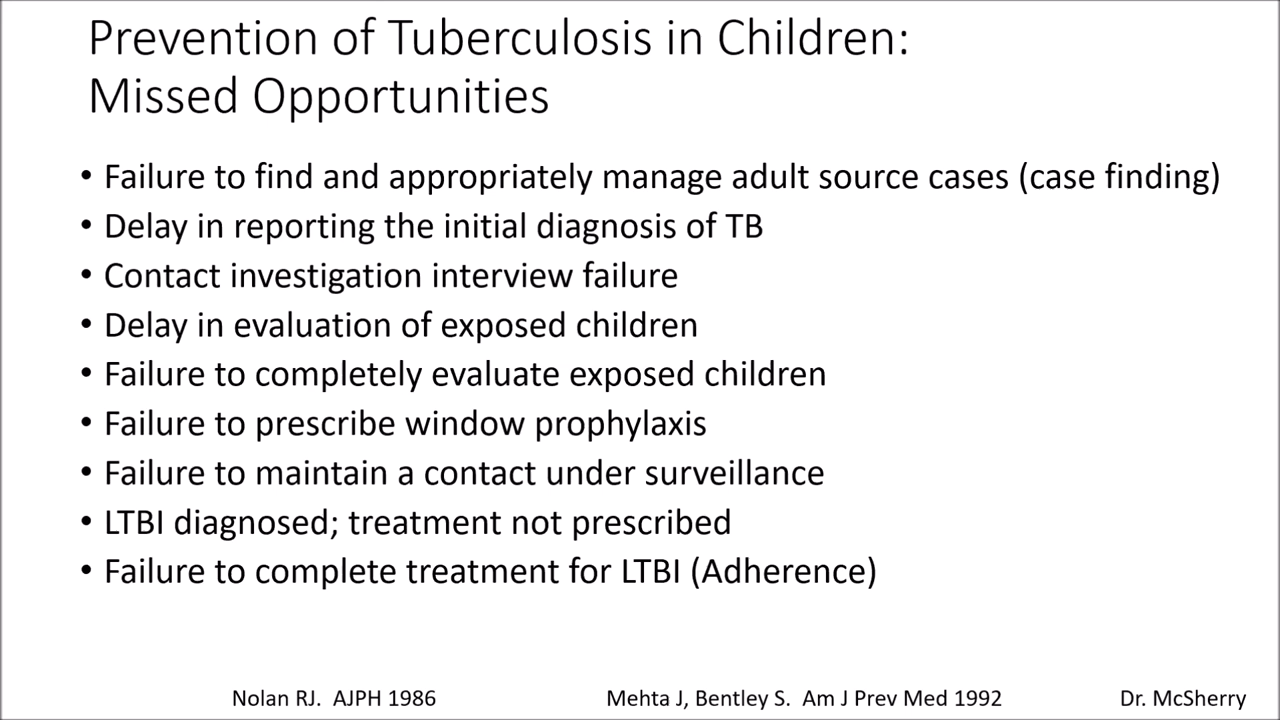 Prevention of Tuberculosis in Children:
Missed Opportunities
• Failure to find and appropriately manage adult source cases (case finding)
• Delay in reporting the initial diagnosis of TB
• Contact investigation interview failure
• Delay in evaluation of exposed children
• Failure to completely evaluate exposed children
• Failure to prescribe window prophylaxis
• Failure to maintain a contact under surveillance
• LTBI diagnosed; treatment not prescribed
• Failure to complete treatment for LTBI (Adherence)
Nolan RJ. AJPH 1986 Mehta J, Bentley S. Am J Prev Med 1992 Dr. McSherry